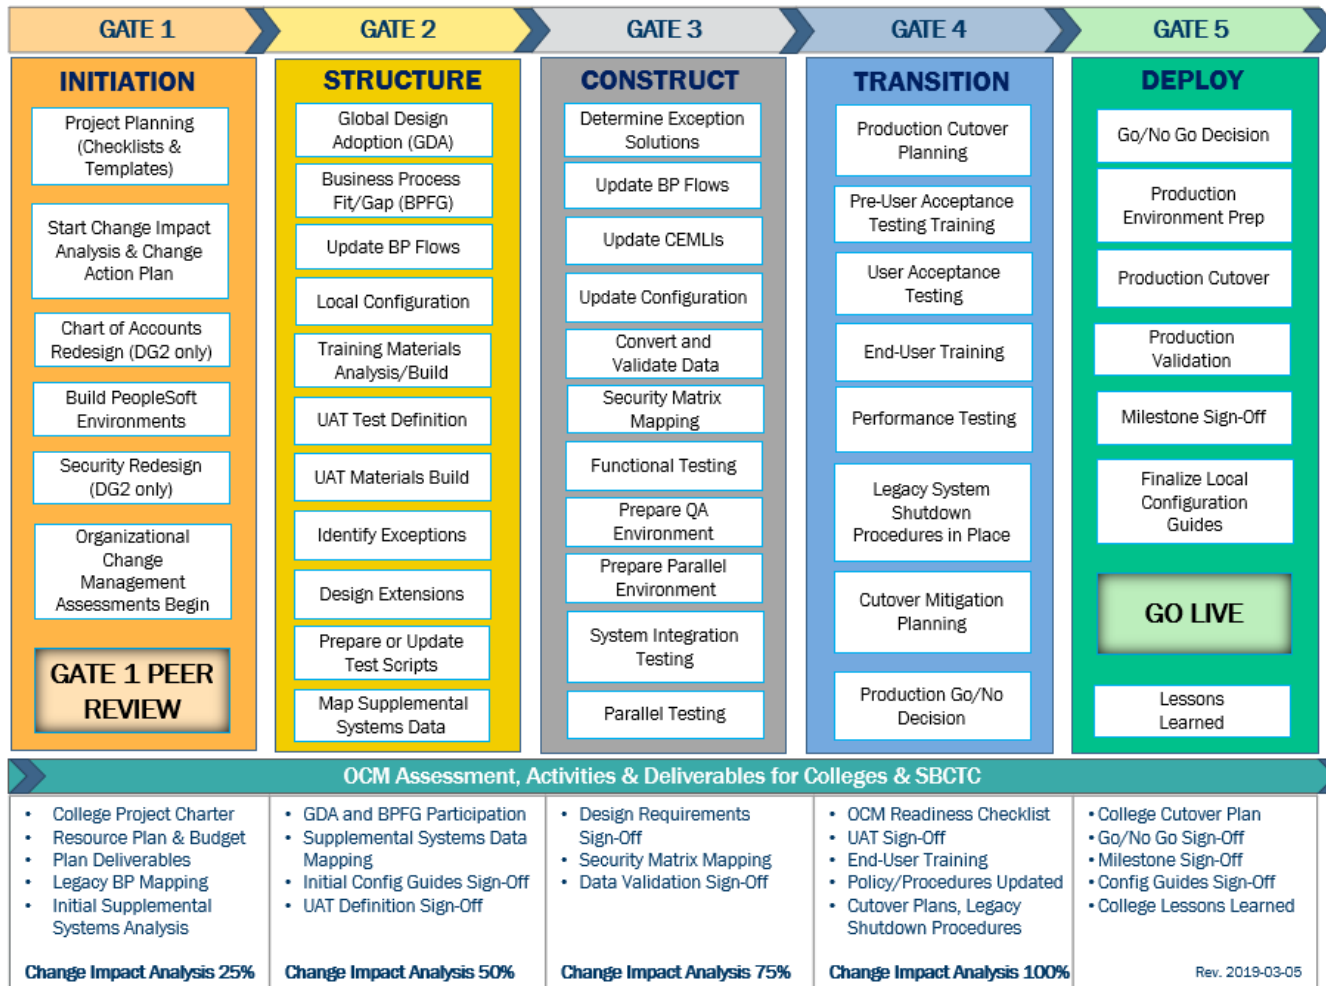 GATE 1
GATE 2
GATE 3
GATE 4
GATE 5
INITIATION
Project Planning
(Checklists &
Templates)
Start Change Impact
Analysis & Change
Action Plan
Chart of Accounts
Redesign (DG2 only)
Build PeopleSoft
Environments
Security Redesign
(DG2 only)
Organizational
Change
Management
Assessments Begin
GATE 1 PEER
REVIEW
STRUCTURE
Global Design
Adoption (GDA)
Business Process
Fit/Gap (BPFG)
Update BP Flows
Local Configuration
Training Materials
Analysis/Build
UAT Test Definition
UAT Materials Build
Identify Exceptions
Design Extensions
Prepare or Update
Test Scripts
Map Supplemental
Systems Data
CONSTRUCT
Determine Exception
Solutions
Update BP Flows
Update CEMLIs
Update Configuration
Convert and
Validate Data
Security Matrix
Mapping
Functional Testing
Prepare QA
Environment
Prepare Parallel
Environment
System Integration
Testing
Parallel Testing
TRANSITION
Production Cutover
Planning
Pre-User Acceptance
Testing Training
User Acceptance
Testing
End-User Training
Performance Testing
Legacy System
Shutdown
Procedures in Place
Cutover Mitigation
Planning
Production Go/No
Decision
DEPLOY
Go/No Go Decision
Production
Environment Prep
Production Cutover
Production
Validation
Milestone Sign-Off
Finalize Local
Configuration
Guides
GO LIVE
Lessons
Learned
OCM Assessment, Activities & Deliverables for Colleges & SBCTC
• College Project Charter
• Resource Plan & Budget
• Plan Deliverables
• Legacy BP Mapping
• Initial Supplemental
Systems Analysis
Change Impact Analysis 25%
• GDA and BPFG Participation
• Supplemental Systems Data
Mapping
• Initial Config Guides Sign-Off
• UAT Definition Sign-Off
Change Impact Analysis 50%
• Design Requirements
Sign-Off
• Security Matrix Mapping
• Data Validation Sign-Off
Change Impact Analysis 75%
• OCM Readiness Checklist
• UAT Sign-Off
• End-User Training
• Policy/Procedures Updated
• Cutover Plans, Legacy
Shutdown Procedures
Change Impact Analysis 100%
• College Cutover Plan
• Go/No Go Sign-Off
• Milestone Sign-Off
• Config Guides Sign-Off
• College Lessons Learned
Rev. 2019-03-05